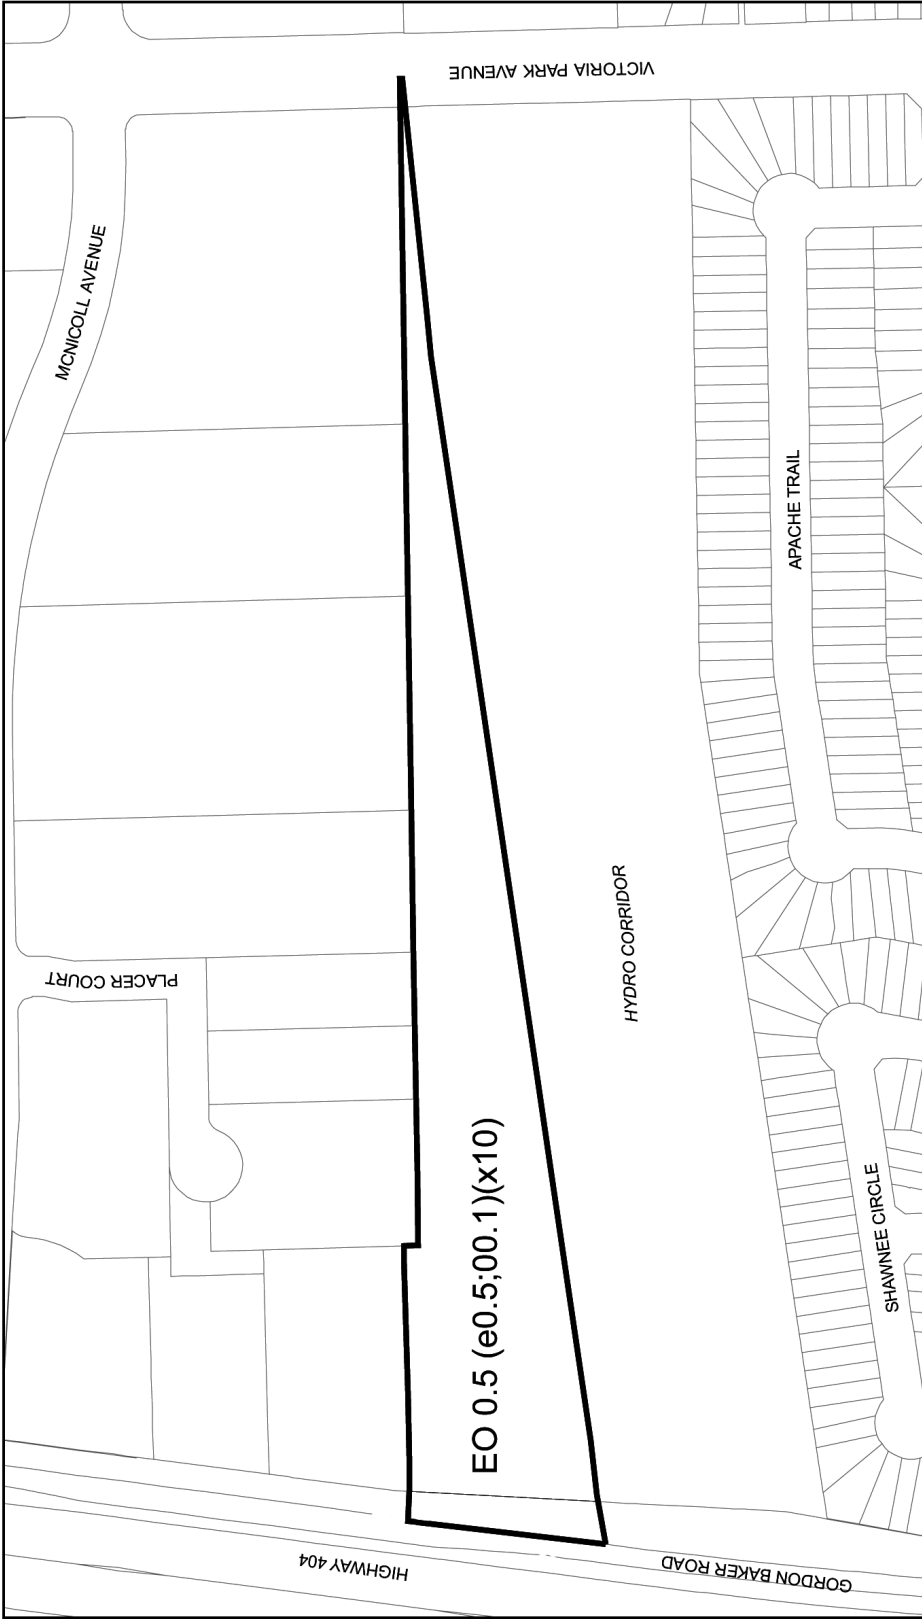 VICTORIA PARK AVENUE
MCNICOLL AVENUE
APACHE TRAIL
PLACER COURT
HYDRO CORRIDOR
EO 0.5 (e0.5;00.1)(x10)
SHAWNEE CIRCLE
HIGHWAY 404
GORDON BAKER ROAD